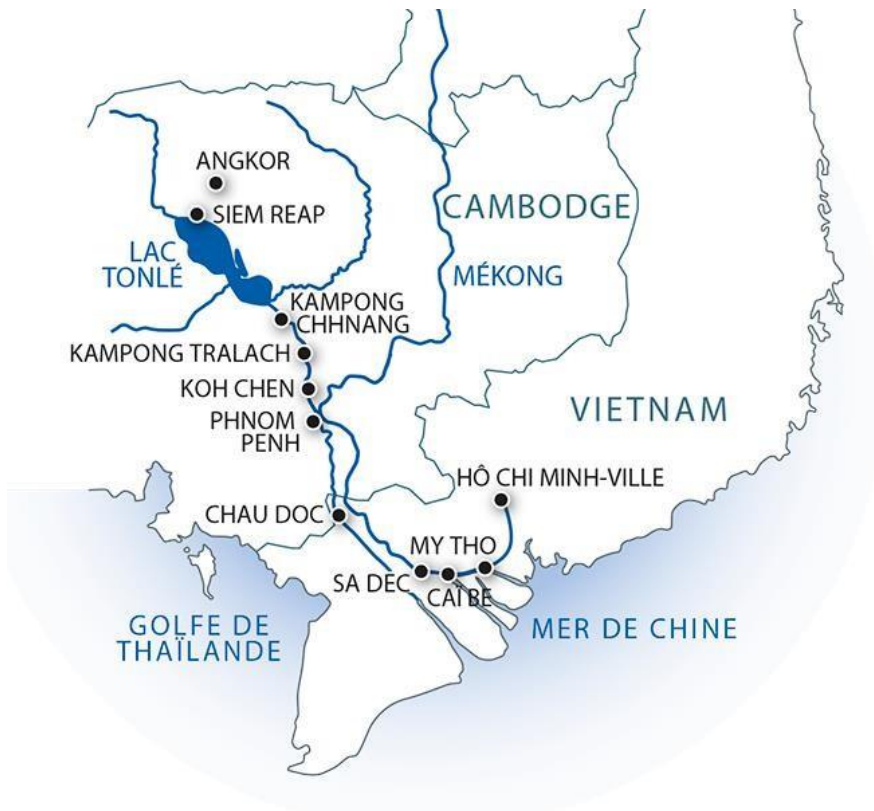 ANGKOR
SIEM REAP
CAMBODGE
LAC
TONLÉ
MÉKONG
KAMPONG
CHHNANG
KAMPONG TRALACH
KOH CHEN
PHNOM
PENH
VIETNAM
HÔ CHI MINH-VILLE
CHAU DOC
MY THO
SA DEC
CAÏ BE
GOLFE DE
THAÏLANDE
MER DE CHINE